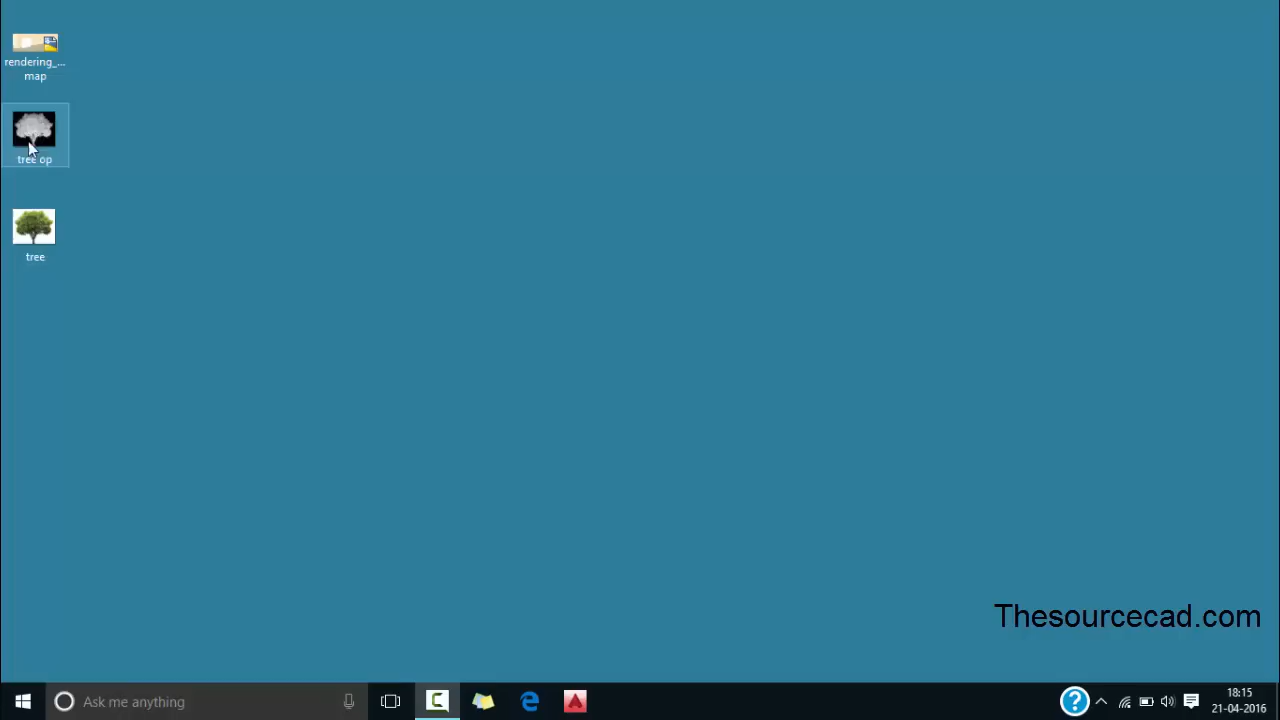 rendering_...
map
tree op
tree
Thesourcecad.com
Ask me anything
18:15
21-04-2016